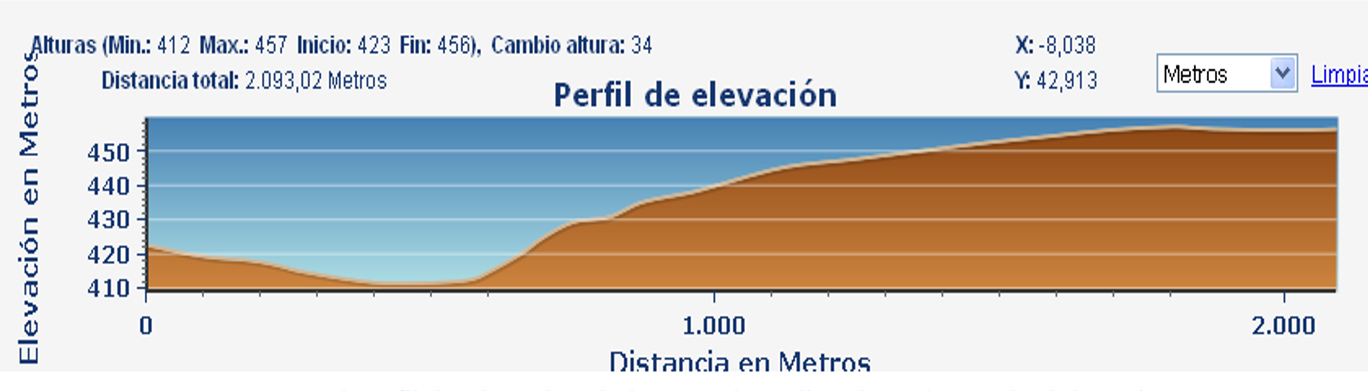 Alturas (Min.: 412 Max.: 457 Inicio: 423 Fin: 456), Cambio altura: 34
Distancia total: 2.093,02 Metros
X: -8,038
Y: 42,913
Metros
Limpia
Perfil de elevación
Elevación en Metros
450
440
430
420
410
0 1.000 2.000
Distancia en Metros